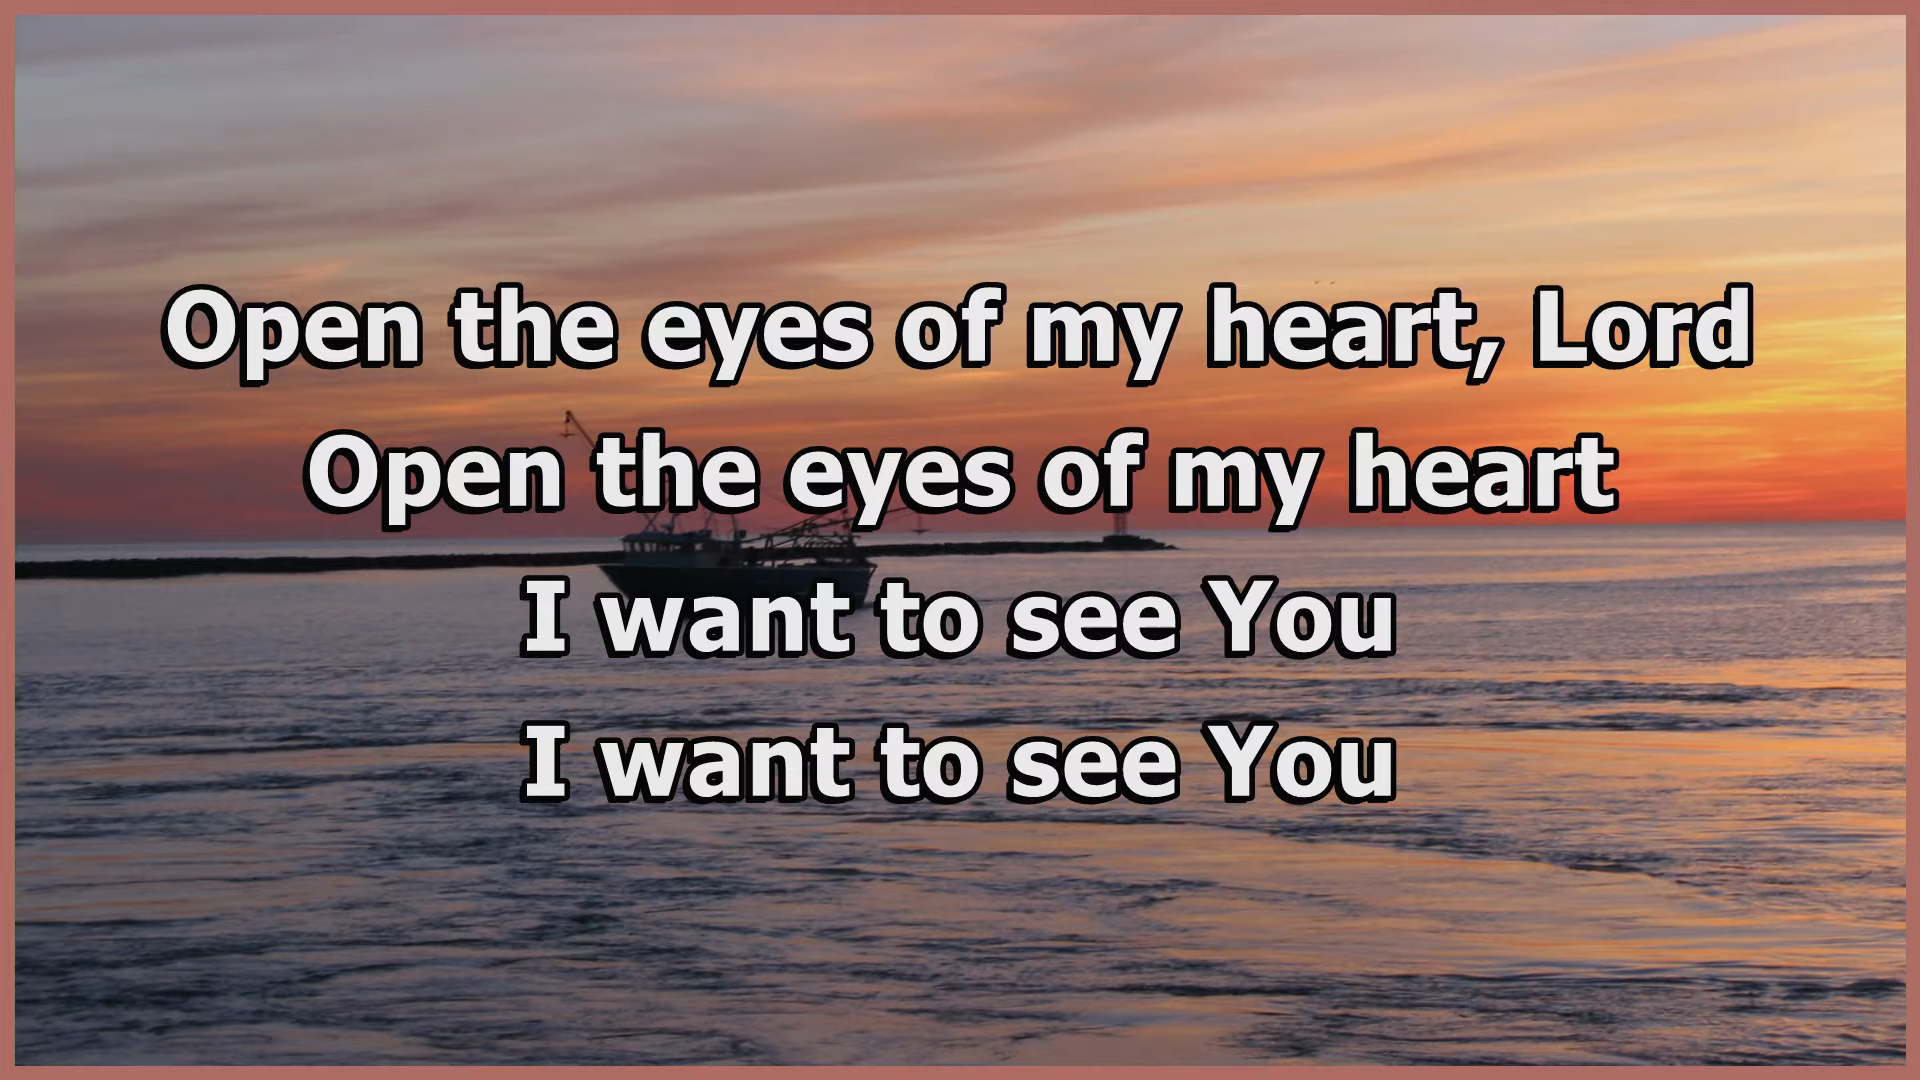 Open the eyes of my heart, Lord
Open the eyes of my heart
I want to see You
I want to see You